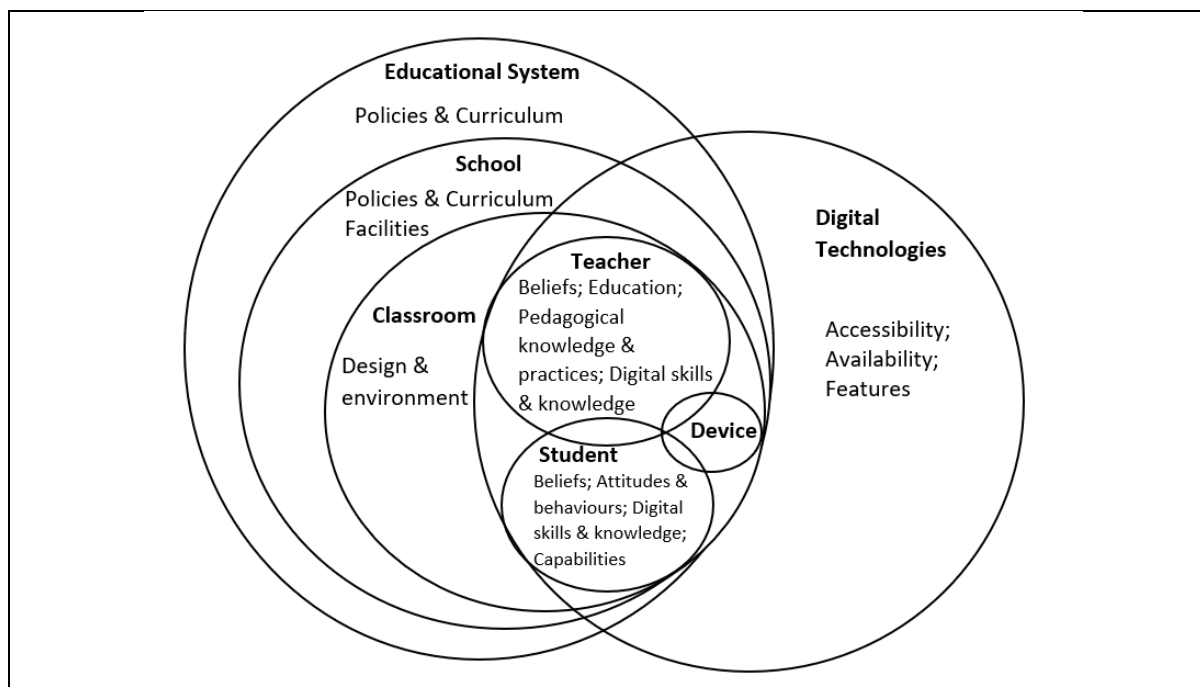 Educational System
Policies & Curriculum
School
Policies & Curriculum
Facilities
Classroom
Design &
environment
Teacher
Beliefs; Education;
Pedagogical
knowledge &
practices; Digital skills
& knowledge
Device
Student
Beliefs; Attitudes &
behaviours; Digital
skills & knowledge;
Capabilities
Digital
Technologies
Accessibility;
Availability;
Features